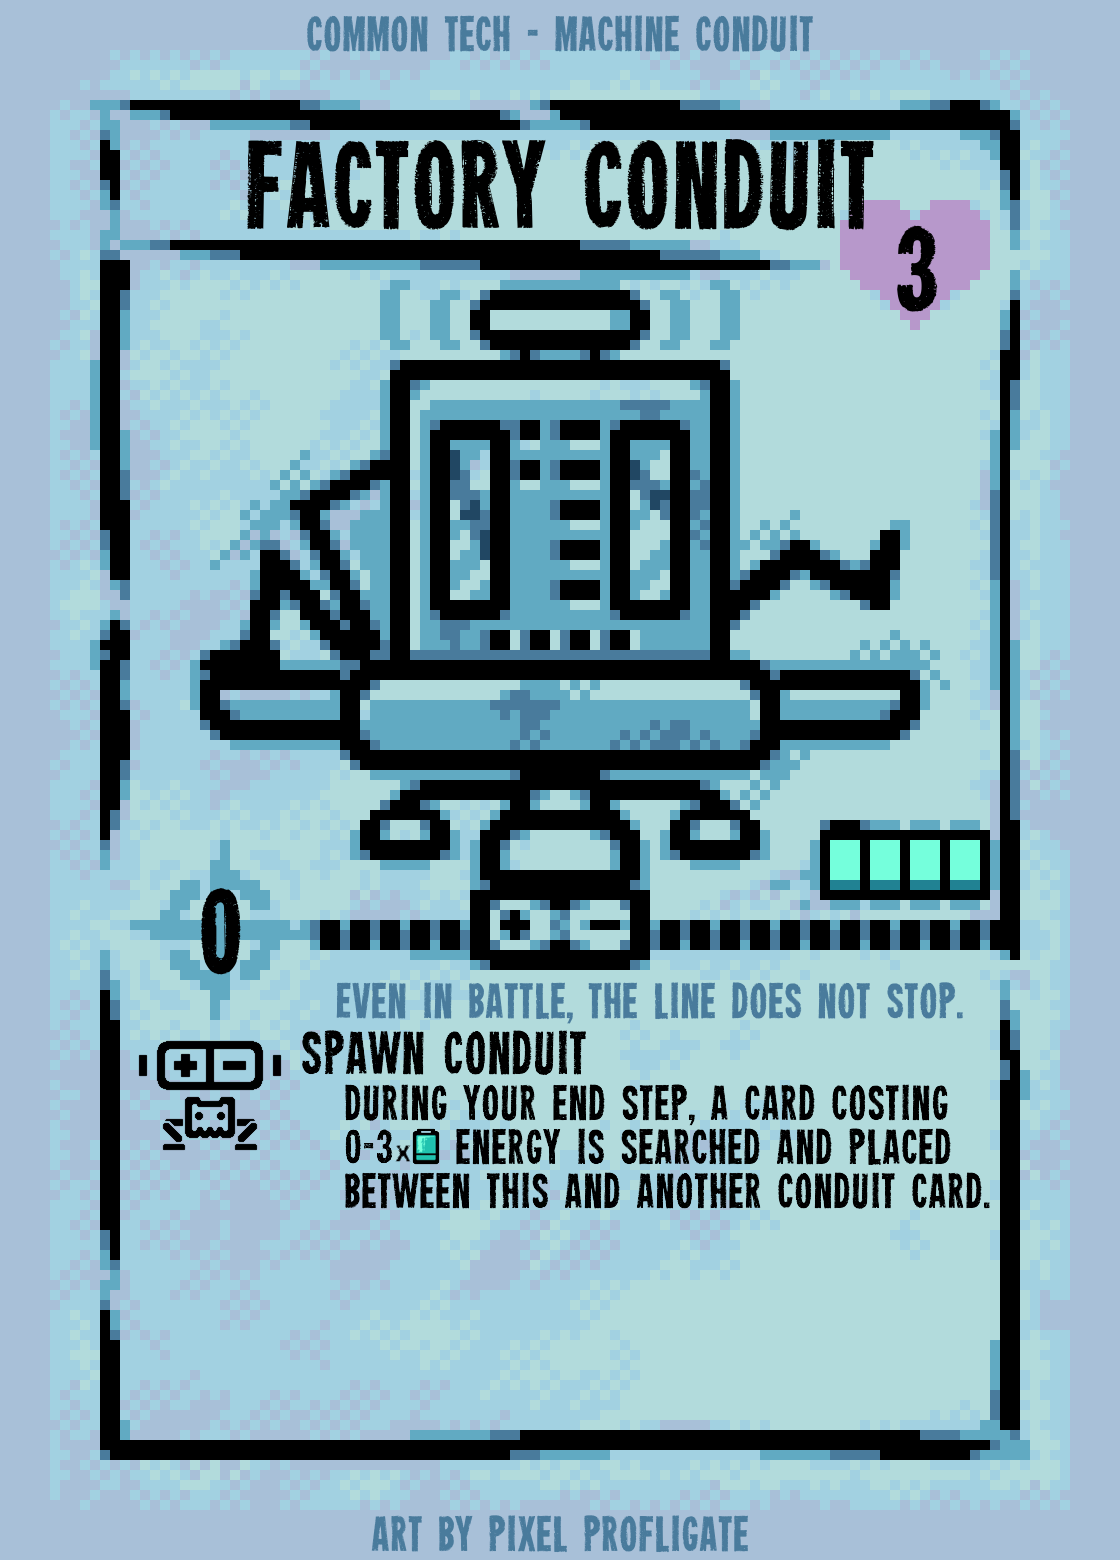 COMMON TECH - MACHINE CONDUIT
FACTORY CONDUIT
3
0
EVEN IN BATTLE, THE LINE DOES NOT STOP.
SPAWN CONDUIT
DURING YOUR END STEP, A CARD COSTING
0-3x ENERGY IS SEARCHED AND PLACED
BETWEEN THIS AND ANOTHER CONDUIT CARD.
ART BY PIXEL PROFLIGATE